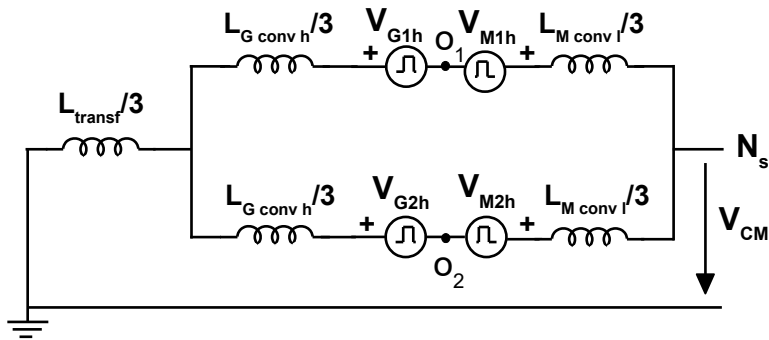 L_G conv h/3
+
V_G1h
O_1
V_M1h
+
L_M conv l/3
L_transf/3
N_s
L_G conv h/3
+
V_G2h
O_2
V_M2h
+
L_M conv l/3
V_CM